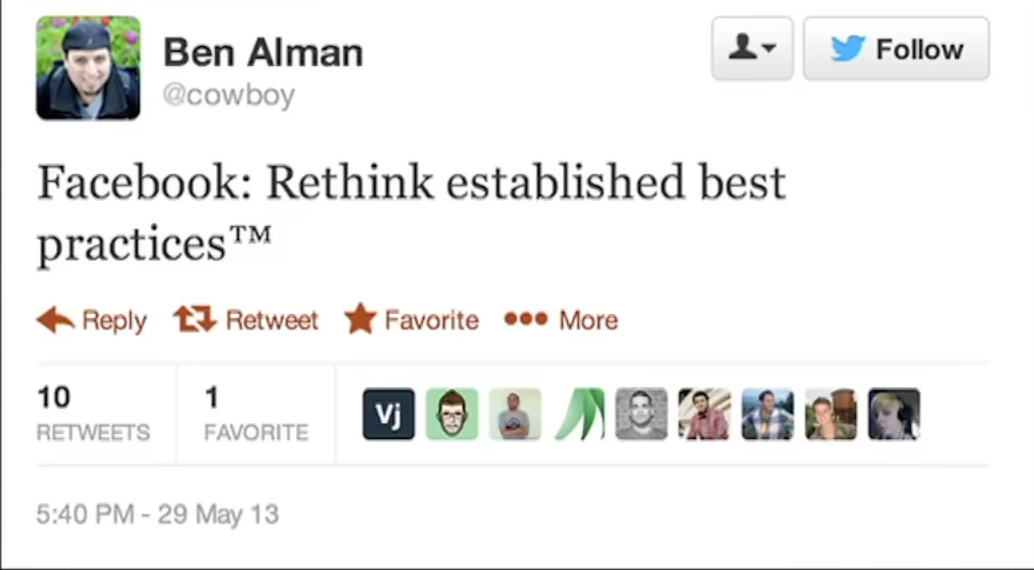 Ben Alman
@cowboy
Follow
Facebook: Rethink established best
practices™
Reply Retweet Favorite More
10
RETWEETS
1
FAVORITE
Vj
5:40 PM - 29 May 13